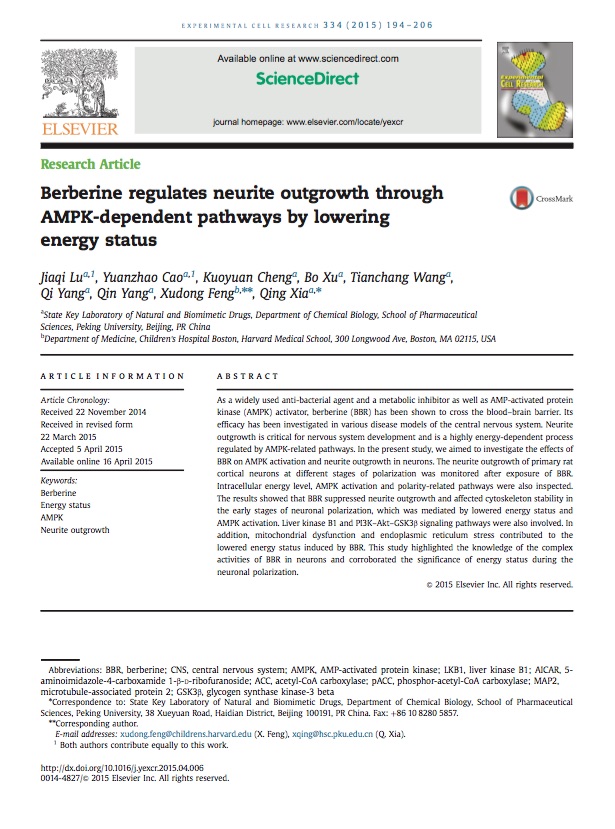 EXPERIMENTAL CELL RESEARCH 334 (2015) 194–206
ELSEVIER
Available online at www.sciencedirect.com
ScienceDirect
journal homepage: www.elsevier.com/locate/yexcr
Research Article
Berberine regulates neurite outgrowth through
AMPK-dependent pathways by lowering
energy status
CrossMark
Jiaqi Luᵃ,¹, Yuanzhao Caoᵃ,¹, Kuoyuan Chengᵃ, Bo Xuᵃ, Tianchang Wangᵃ,
Qi Yangᵃ, Qin Yangᵃ, Xudong Fengᵇ,**, Qing Xiaᵃ,*
ᵃState Key Laboratory of Natural and Biomimetic Drugs, Department of Chemical Biology, School of Pharmaceutical
Sciences, Peking University, Beijing, PR China
ᵇDepartment of Medicine, Children's Hospital Boston, Harvard Medical School, 300 Longwood Ave, Boston, MA 02115, USA
ARTICLE INFORMATION
Article Chronology:
Received 22 November 2014
Received in revised form
22 March 2015
Accepted 5 April 2015
Available online 16 April 2015
Keywords:
Berberine
Energy status
AMPK
Neurite outgrowth
ABSTRACT
As a widely used anti-bacterial agent and a metabolic inhibitor as well as AMP-activated protein
kinase (AMPK) activator, berberine (BBR) has been shown to cross the blood–brain barrier. Its
efficacy has been investigated in various disease models of the central nervous system. Neurite
outgrowth is critical for nervous system development and is a highly energy-dependent process
regulated by AMPK-related pathways. In the present study, we aimed to investigate the effects of
BBR on AMPK activation and neurite outgrowth in neurons. The neurite outgrowth of primary rat
cortical neurons at different stages of polarization was monitored after exposure of BBR.
Intracellular energy level, AMPK activation and polarity-related pathways were also inspected.
The results showed that BBR suppressed neurite outgrowth and affected cytoskeleton stability in
the early stages of neuronal polarization, which was mediated by lowered energy status and
AMPK activation. Liver kinase B1 and PI3K–Akt–GSK3β signaling pathways were also involved. In
addition, mitochondrial dysfunction and endoplasmic reticulum stress contributed to the
lowered energy status induced by BBR. This study highlighted the knowledge of the complex
activities of BBR in neurons and corroborated the significance of energy status during the
neuronal polarization.
© 2015 Elsevier Inc. All rights reserved.
Abbreviations: BBR, berberine; CNS, central nervous system; AMPK, AMP-activated protein kinase; LKB1, liver kinase B1; AICAR, 5-
aminoimidazole-4-carboxamide 1-β-D-ribofuranoside; ACC, acetyl-CoA carboxylase; pACC, phosphor-acetyl-CoA carboxylase; MAP2,
microtubule-associated protein 2; GSK3β, glycogen synthase kinase-3 beta
*Correspondence to: State Key Laboratory of Natural and Biomimetic Drugs, Department of Chemical Biology, School of Pharmaceutical
Sciences, Peking University, 38 Xueyuan Road, Haidian District, Beijing 100191, PR China. Fax: +86 10 8280 5857.
**Corresponding author.
E-mail addresses: xudong.feng@childrens.harvard.edu (X. Feng), xqing@hsc.pku.edu.cn (Q. Xia).
¹ Both authors contribute equally to this work.
http://dx.doi.org/10.1016/j.yexcr.2015.04.006
0014-4827/© 2015 Elsevier Inc. All rights reserved.